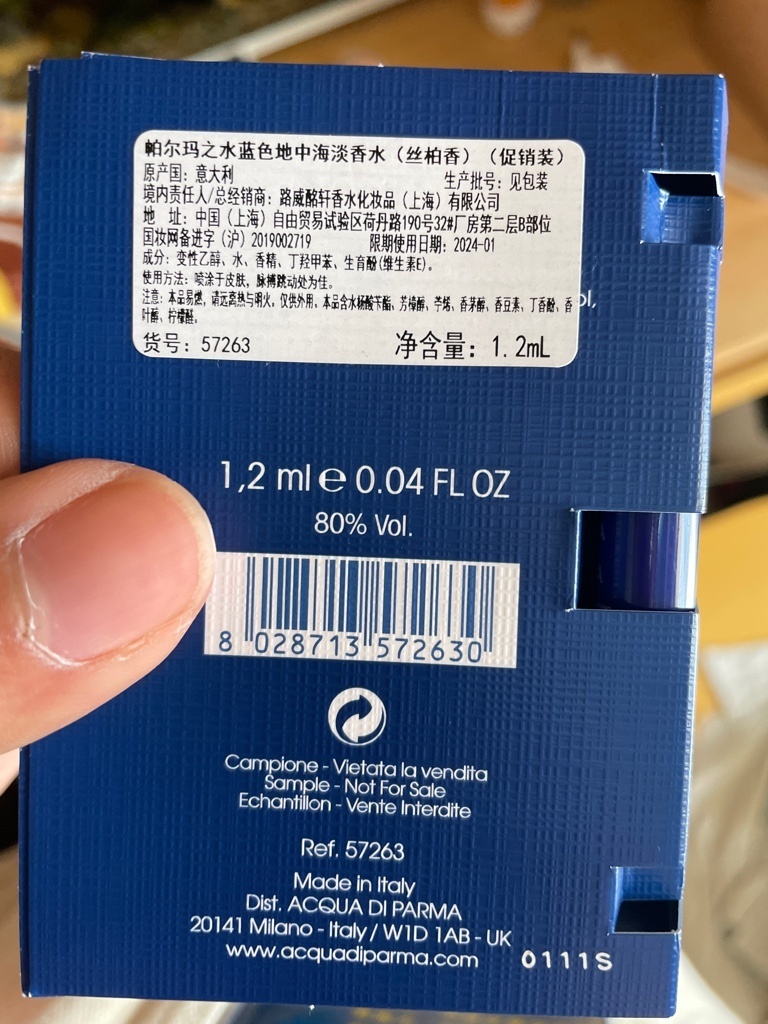 帕尔玛之水蓝色地中海淡香水（丝柏香）（促销装）
原产国：意大利 生产批号：见包装
境内责任人/总经销商：路威酩轩香水化妆品（上海）有限公司
地 址：中国（上海）自由贸易试验区荷丹路190号32#厂房第二层B部位
国妆网备进字（沪）2019002719 限期使用日期：2024-01
成分：变性乙醇、水、香精、丁羟甲苯、生育酚(维生素E)。
使用方法：喷涂于皮肤，脉搏跳动处为佳。
注意：本品易燃，请远离热与明火。仅供外用。本品含水杨酸苄酯、芳樟醇、苧烯、香茅醇、香豆素、丁香酚、香
叶醇、柠檬醛。
货号：57263 净含量：1.2mL
ol,
1,2 ml e 0.04 FL OZ
80% Vol.
8 028713 572630
Campione - Vietata la vendita
Sample - Not For Sale
Echantillon - Vente Interdite
Ref. 57263
Made in Italy
Dist. ACQUA DI PARMA
20141 Milano - Italy / W1D 1AB - UK
www.acquadiparma.com
0111S